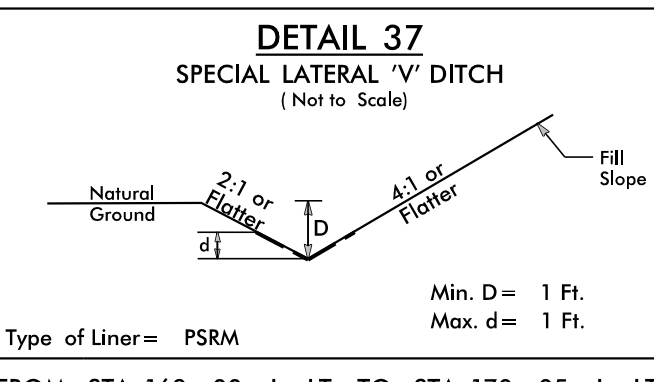 DETAIL 37
SPECIAL LATERAL 'V' DITCH
( Not to Scale)
Natural
Ground
2:1 or
Flatter
D
d
4:1 or
Flatter
Fill
Slope
Min. D = 1 Ft.
Max. d = 1 Ft.
Type of Liner = PSRM